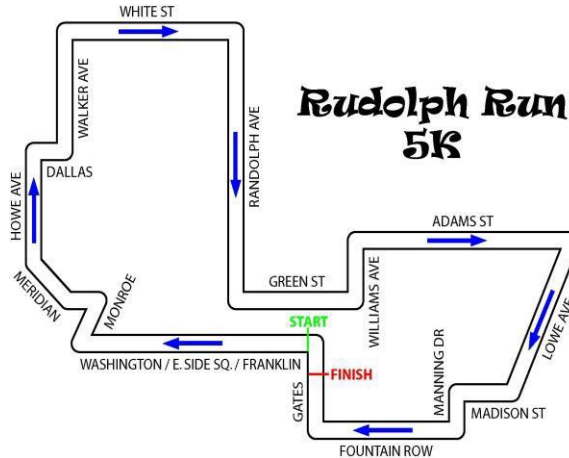 WHITE ST
Rudolph Run
5K
WALKER AVE
RANDOLPH AVE
DALLAS
HOWE AVE
ADAMS ST
MERIDIAN
MONROE
GREEN ST
WILLIAMS AVE
START
LOWE AVE
WASHINGTON / E. SIDE SQ. / FRANKLIN
FINISH
GATES
MANNING DR
MADISON ST
FOUNTAIN ROW